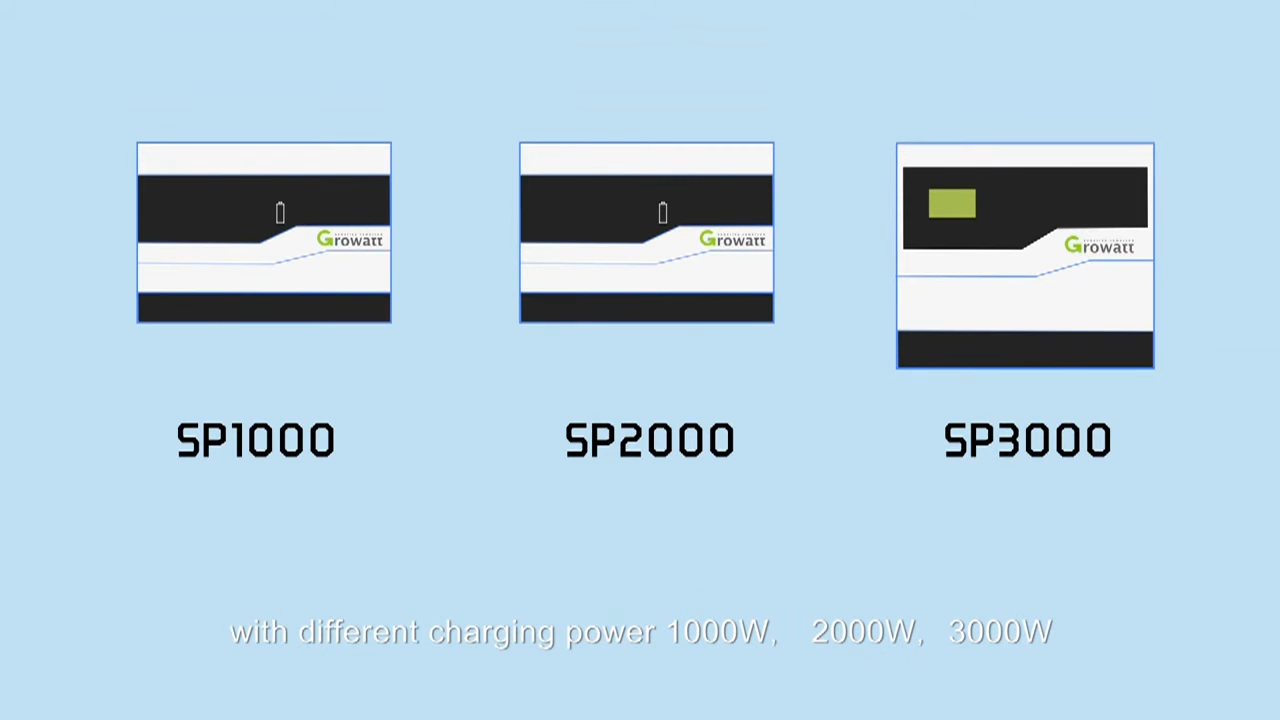 Growatt
Growatt
Growatt
SP1000
SP2000
SP3000
with different charging power 1000W, 2000W, 3000W